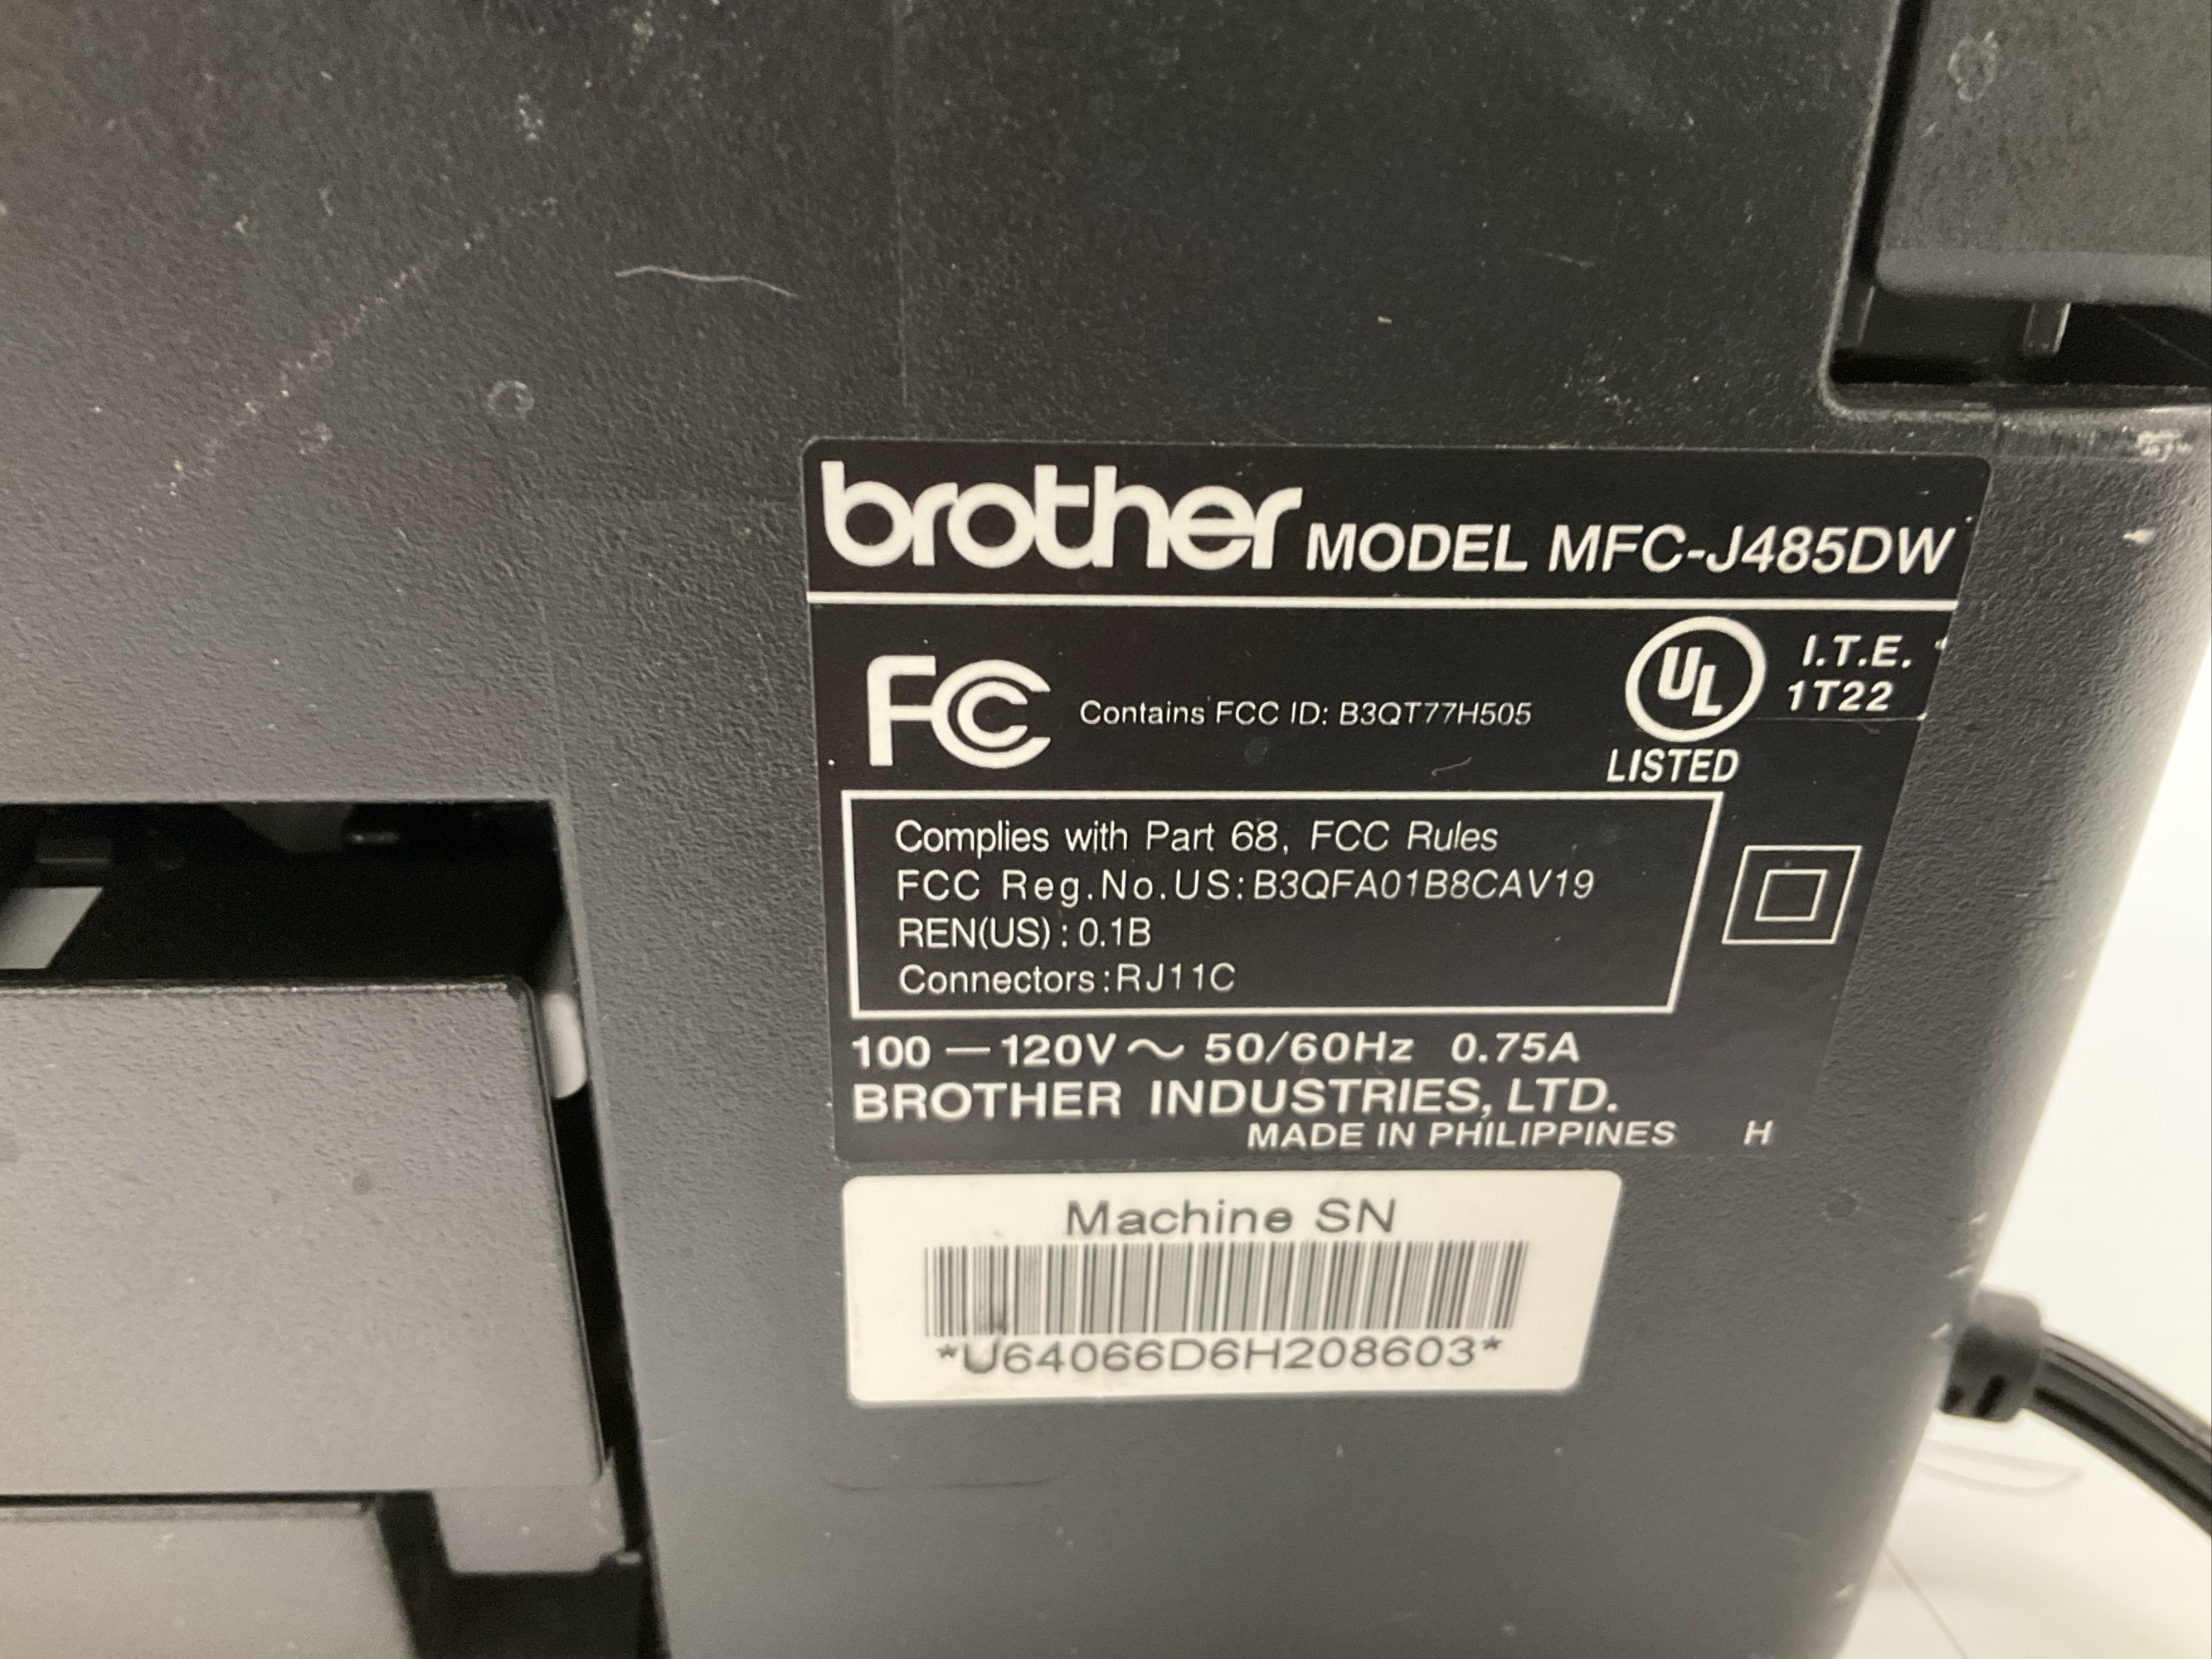 brother MODEL MFC-J485DW
FC Contains FCC ID: B3QT77H505
UL
LISTED
I.T.E.
1T22
Complies with Part 68, FCC Rules
FCC Reg.No.US:B3QFA01B8CAV19
REN(US) : 0.1B
Connectors:RJ11C
100 — 120V ~ 50/60Hz 0.75A
BROTHER INDUSTRIES, LTD.
MADE IN PHILIPPINES H
Machine SN
*U64066D6H208603*